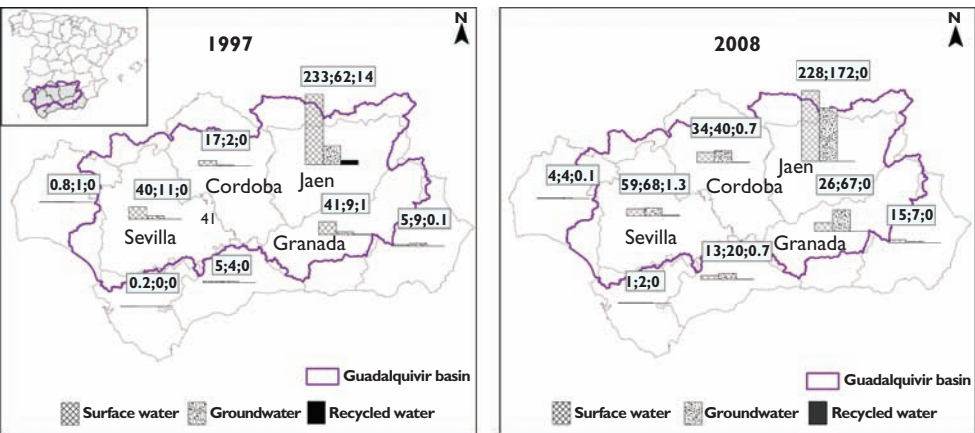 1997
N
233;62;14
17;2;0
Cordoba
Jaen
0.8;1;0
40;11;0
41
41;9;1
5;9;0.1
Sevilla
Granada
5;4;0
0.2;0;0
Guadalquivir basin
Surface water
Groundwater
Recycled water
2008
N
228;172;0
34;40;0.7
Cordoba
Jaen
4;4;0.1
59;68;1.3
26;67;0
15;7;0
Sevilla
Granada
13;20;0.7
1;2;0
Guadalquivir basin
Surface water
Groundwater
Recycled water